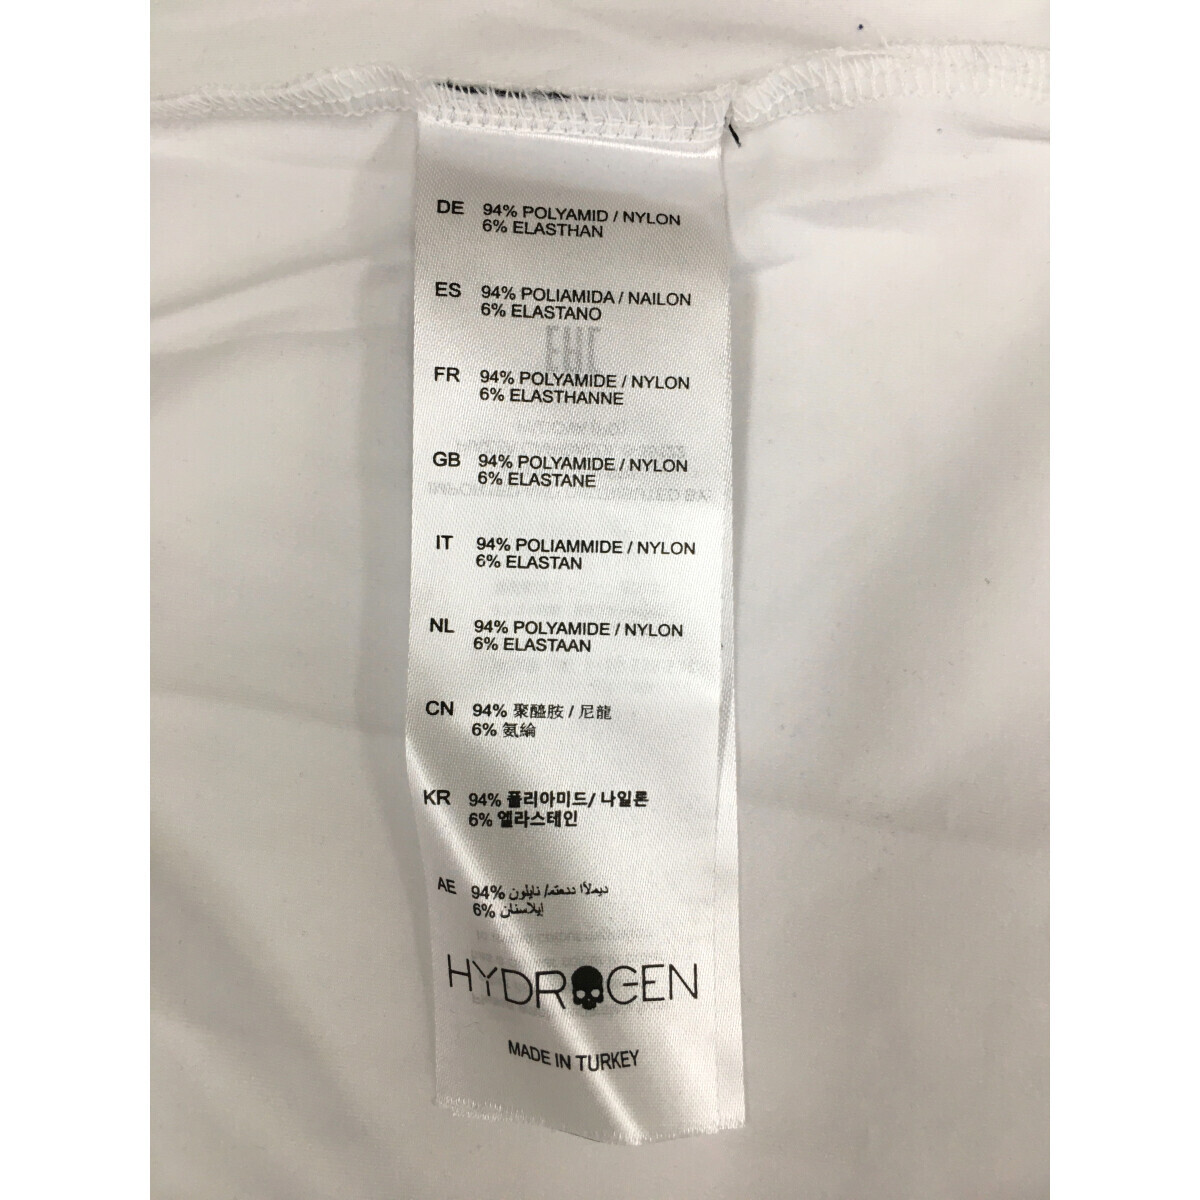 DE 94% POLYAMID / NYLON
6% ELASTHAN
ES 94% POLIAMIDA / NAILON
6% ELASTANO
FR 94% POLYAMIDE / NYLON
6% ELASTHANNE
GB 94% POLYAMIDE / NYLON
6% ELASTANE
IT 94% POLIAMMIDE / NYLON
6% ELASTAN
NL 94% POLYAMIDE / NYLON
6% ELASTAAN
CN 94% 聚醯胺 / 尼龍
6% 氨綸
KR 94% 폴리아미드/ 나일론
6% 엘라스테인
AE 94% نايلون /متعدد
6%
HYDROGEN
MADE IN TURKEY